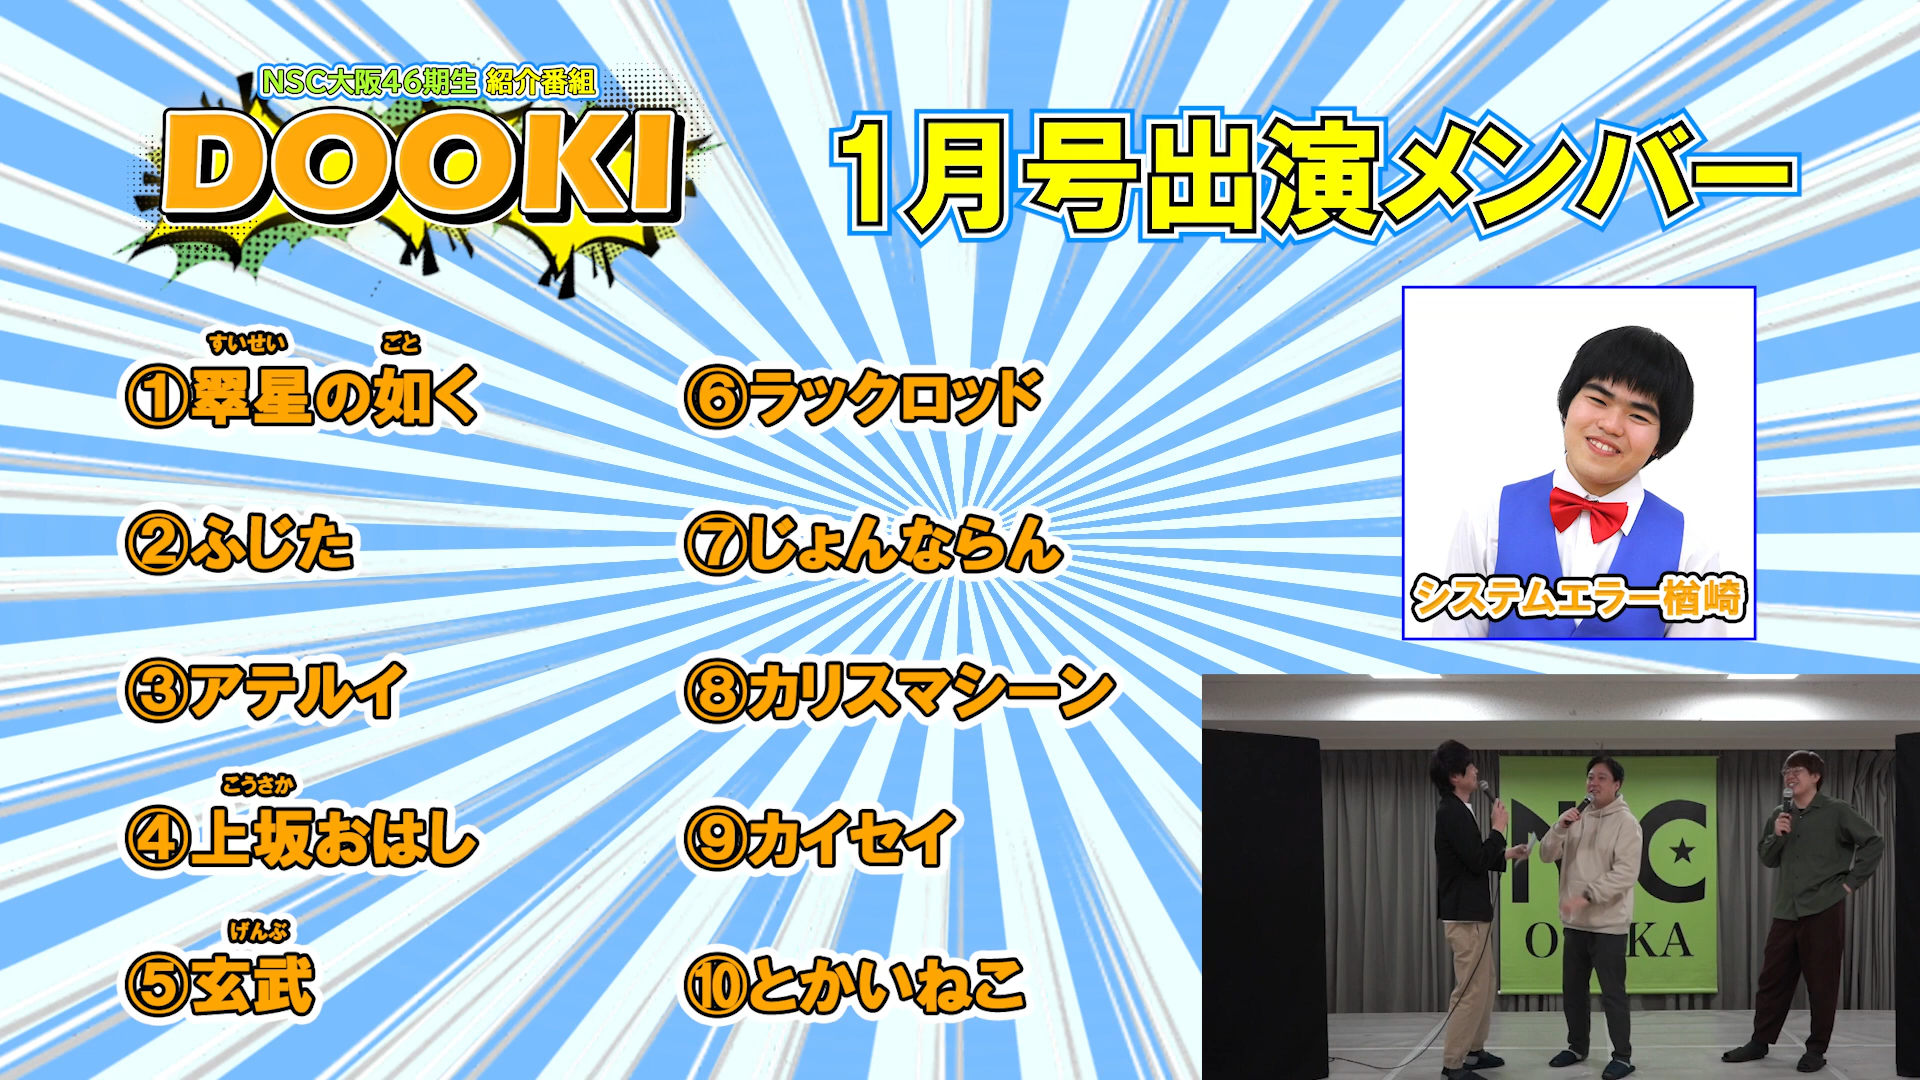 NSC大阪46期生 紹介番組
DOOKI
1月号出演メンバー
すいせい ごと
①翠星の如く
②ふじた
③アテルイ
こうさか
④上坂おはし
げんぶ
⑤玄武
⑥ラックロッド
⑦じょんならん
⑧カリスマシーン
⑨カイセイ
⑩とかいねこ
システムエラー楢崎